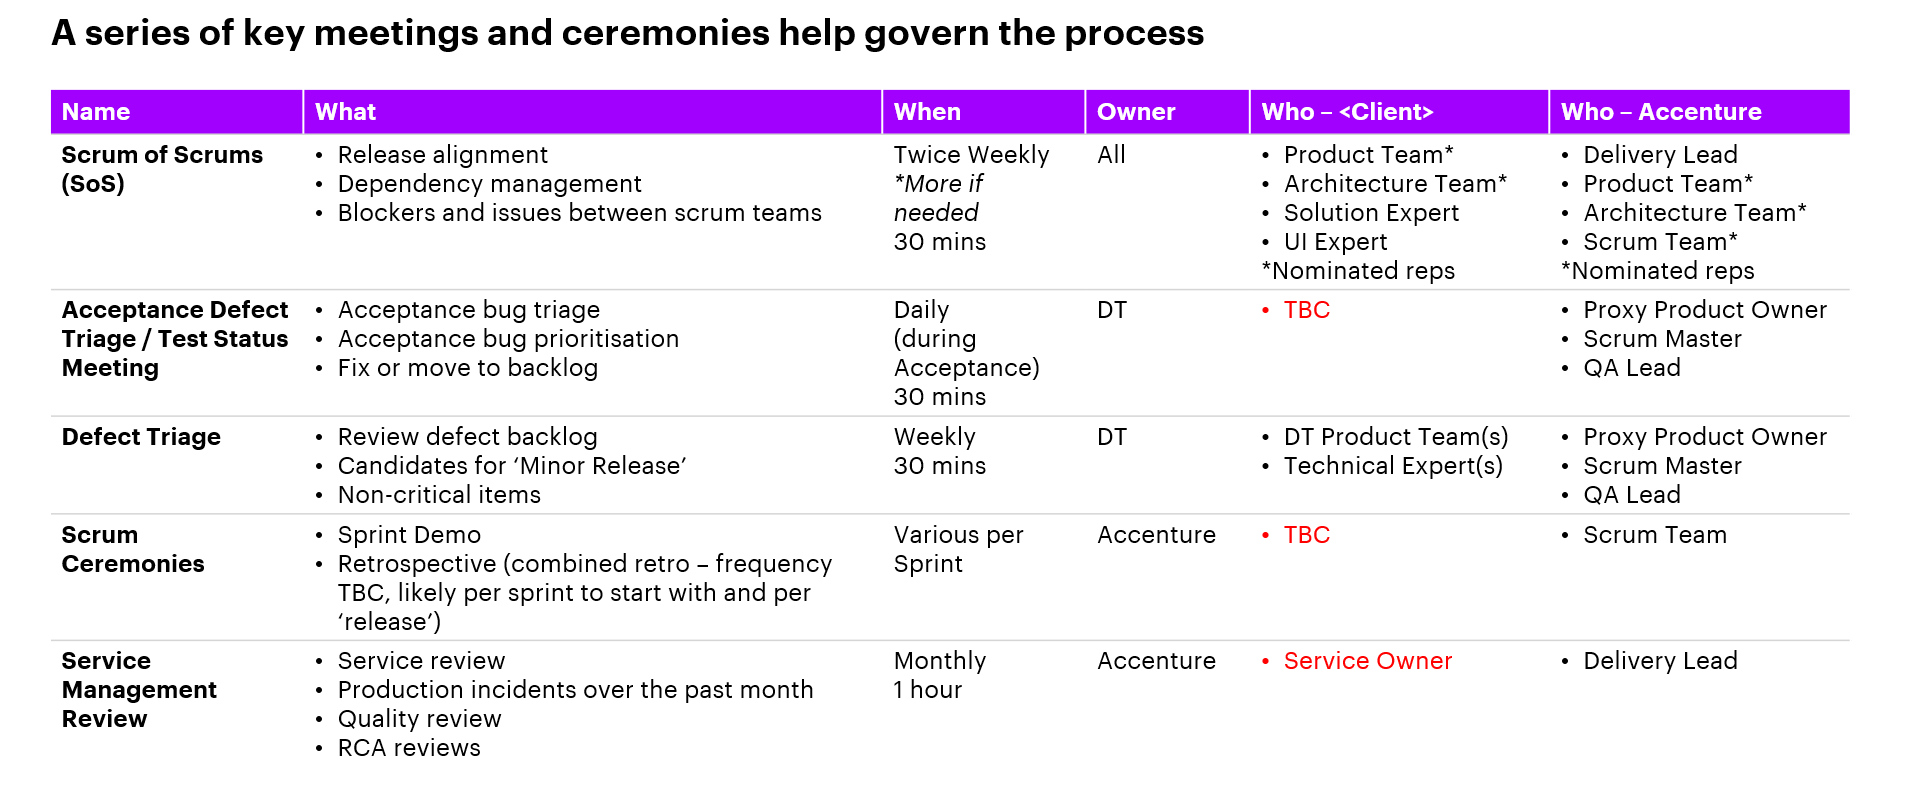 A series of key meetings and ceremonies help govern the process
Name
What
When
Owner
Who – <Client>
Who – Accenture
Scrum of Scrums
(SoS)
• Release alignment
• Dependency management
• Blockers and issues between scrum teams
Twice Weekly
*More if
needed
30 mins
All
• Product Team*
• Architecture Team*
• Solution Expert
• UI Expert
*Nominated reps
• Delivery Lead
• Product Team*
• Architecture Team*
• Scrum Team*
*Nominated reps
Acceptance Defect
Triage / Test Status
Meeting
• Acceptance bug triage
• Acceptance bug prioritisation
• Fix or move to backlog
Daily
(during
Acceptance)
30 mins
DT
• TBC
• Proxy Product Owner
• Scrum Master
• QA Lead
Defect Triage
• Review defect backlog
• Candidates for ‘Minor Release’
• Non-critical items
Weekly
30 mins
DT
• DT Product Team(s)
• Technical Expert(s)
• Proxy Product Owner
• Scrum Master
• QA Lead
Scrum
Ceremonies
• Sprint Demo
• Retrospective (combined retro – frequency
TBC, likely per sprint to start with and per
‘release’)
Various per
Sprint
Accenture
• TBC
• Scrum Team
Service
Management
Review
• Service review
• Production incidents over the past month
• Quality review
• RCA reviews
Monthly
1 hour
Accenture
• Service Owner
• Delivery Lead